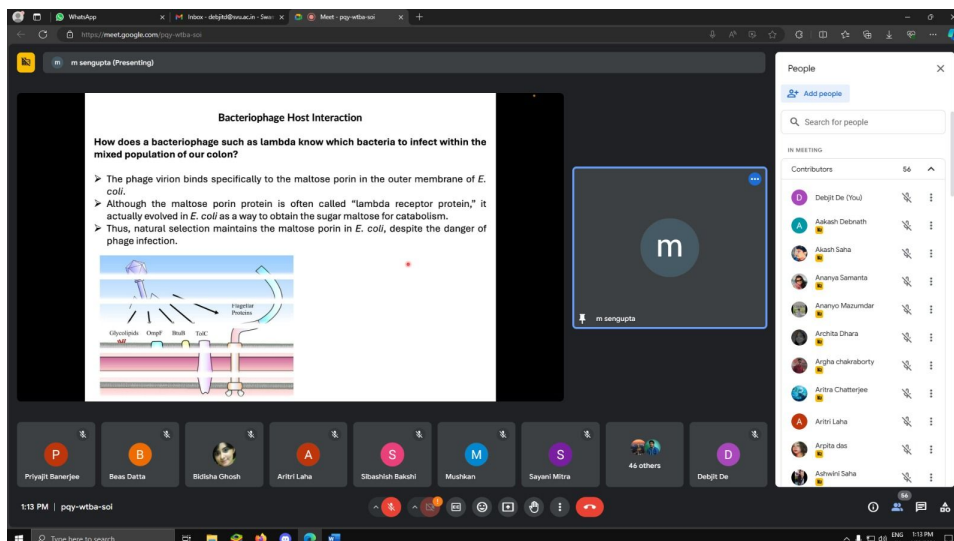 WhatsApp
Inbox - debjitd@svu.ac.in - Swar
Meet - pqy-wtba-soi
https://meet.google.com/pqy-wtba-soi
m m sengupta (Presenting)
Bacteriophage Host Interaction
How does a bacteriophage such as lambda know which bacteria to infect within the
mixed population of our colon?
➢ The phage virion binds specifically to the maltose porin in the outer membrane of E.
coli.
➢ Although the maltose porin protein is often called “lambda receptor protein,” it
actually evolved in E. coli as a way to obtain the sugar maltose for catabolism.
➢ Thus, natural selection maintains the maltose porin in E. coli, despite the danger of
phage infection.
Flagellar
Proteins
Glycolipids OmpF BtuB TolC
m
m sengupta
People
Add people
Search for people
IN MEETING
Contributors 56
D Debjit De (You)
A Aakash Debnath
Akash Saha
Ananya Samanta
Ananyo Mazumdar
Archita Dhara
Argha chakraborty
Aritra Chatterjee
A Aritri Laha
Arpita das
Ashwini Saha
P
Priyajit Banerjee
B
Beas Datta
Bidisha Ghosh
A
Aritri Laha
S
Sibashish Bakshi
M
Mushkan
S
Sayani Mitra
46 others
D
Debjit De
1:13 PM | pqy-wtba-soi
56
Type here to search
ENG 1:13 PM